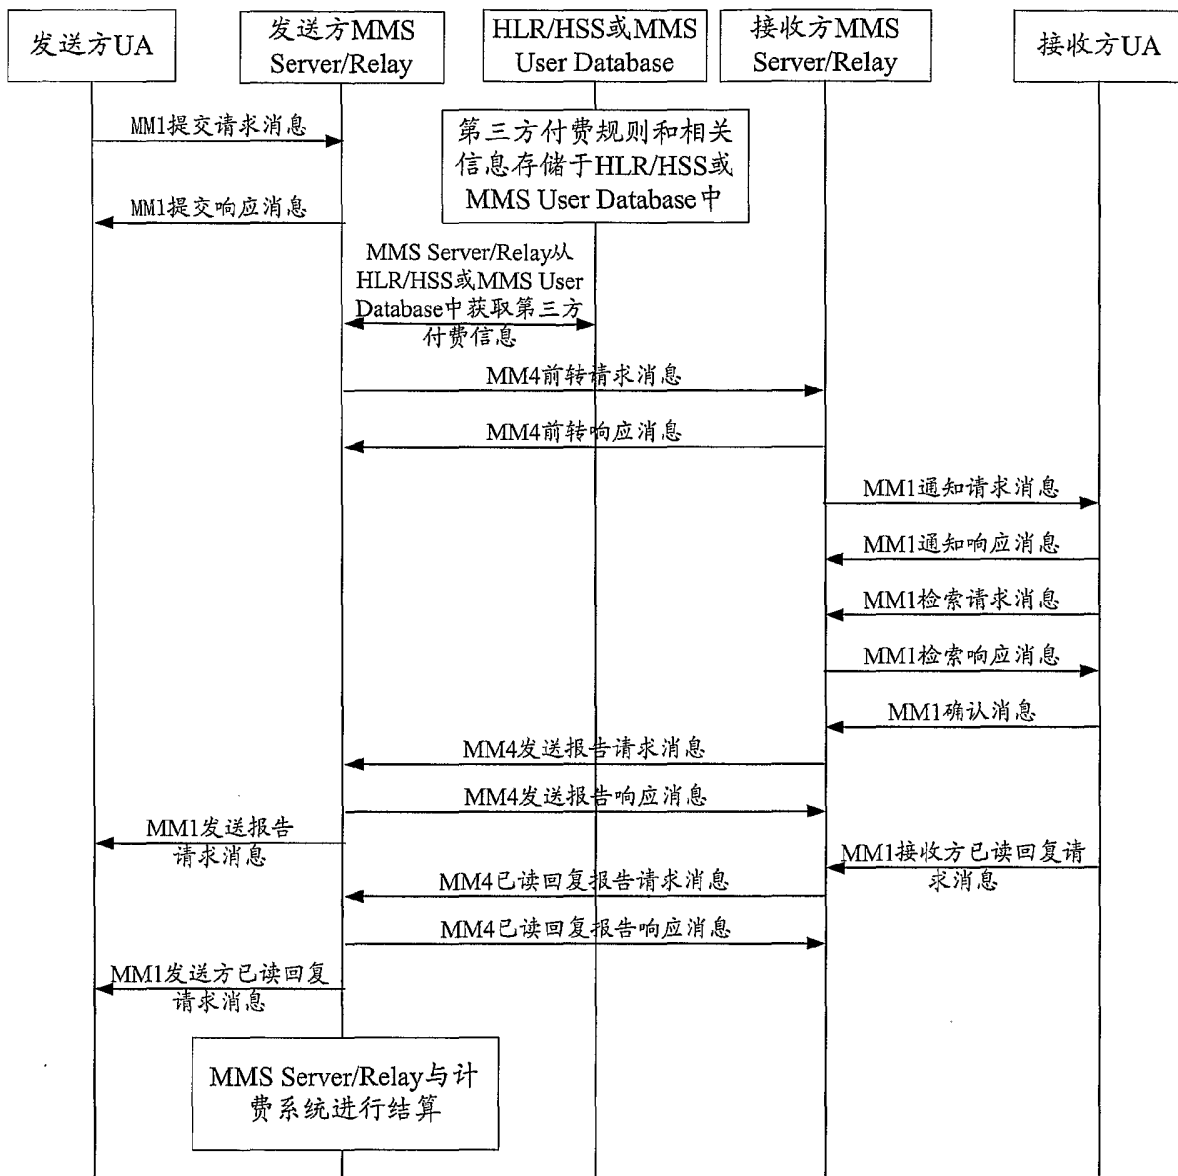 发送方UA
发送方MMS
Server/Relay
HLR/HSS或MMS
User Database
接收方MMS
Server/Relay
接收方UA
MM1提交请求消息
第三方付费规则和相关
信息存储于HLR/HSS或
MMS User Database中
MM1提交响应消息
MMS Server/Relay从
HLR/HSS或MMS User
Database中获取第三方
付费信息
MM4前转请求消息
MM4前转响应消息
MM1通知请求消息
MM1通知响应消息
MM1检索请求消息
MM1检索响应消息
MM1确认消息
MM4发送报告请求消息
MM4发送报告响应消息
MM1发送报告
请求消息
MM1接收方已读回复请
求消息
MM4已读回复报告请求消息
MM4已读回复报告响应消息
MM1发送方已读回复
请求消息
MMS Server/Relay与计
费系统进行结算